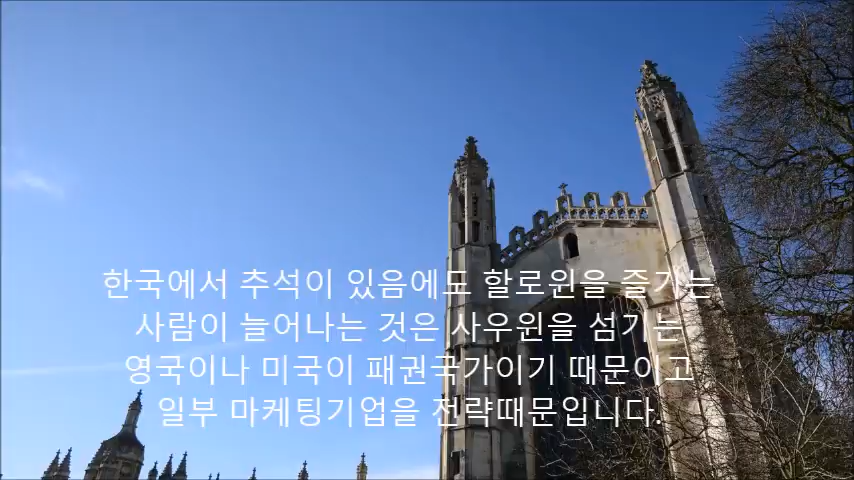 한국에서 추석이 있음에도 할로윈을 즐기는
사람이 늘어나는 것은 사우윈을 섬기는
영국이나 미국이 패권국가이기 때문이고
일부 마케팅기업을 전략때문입니다.